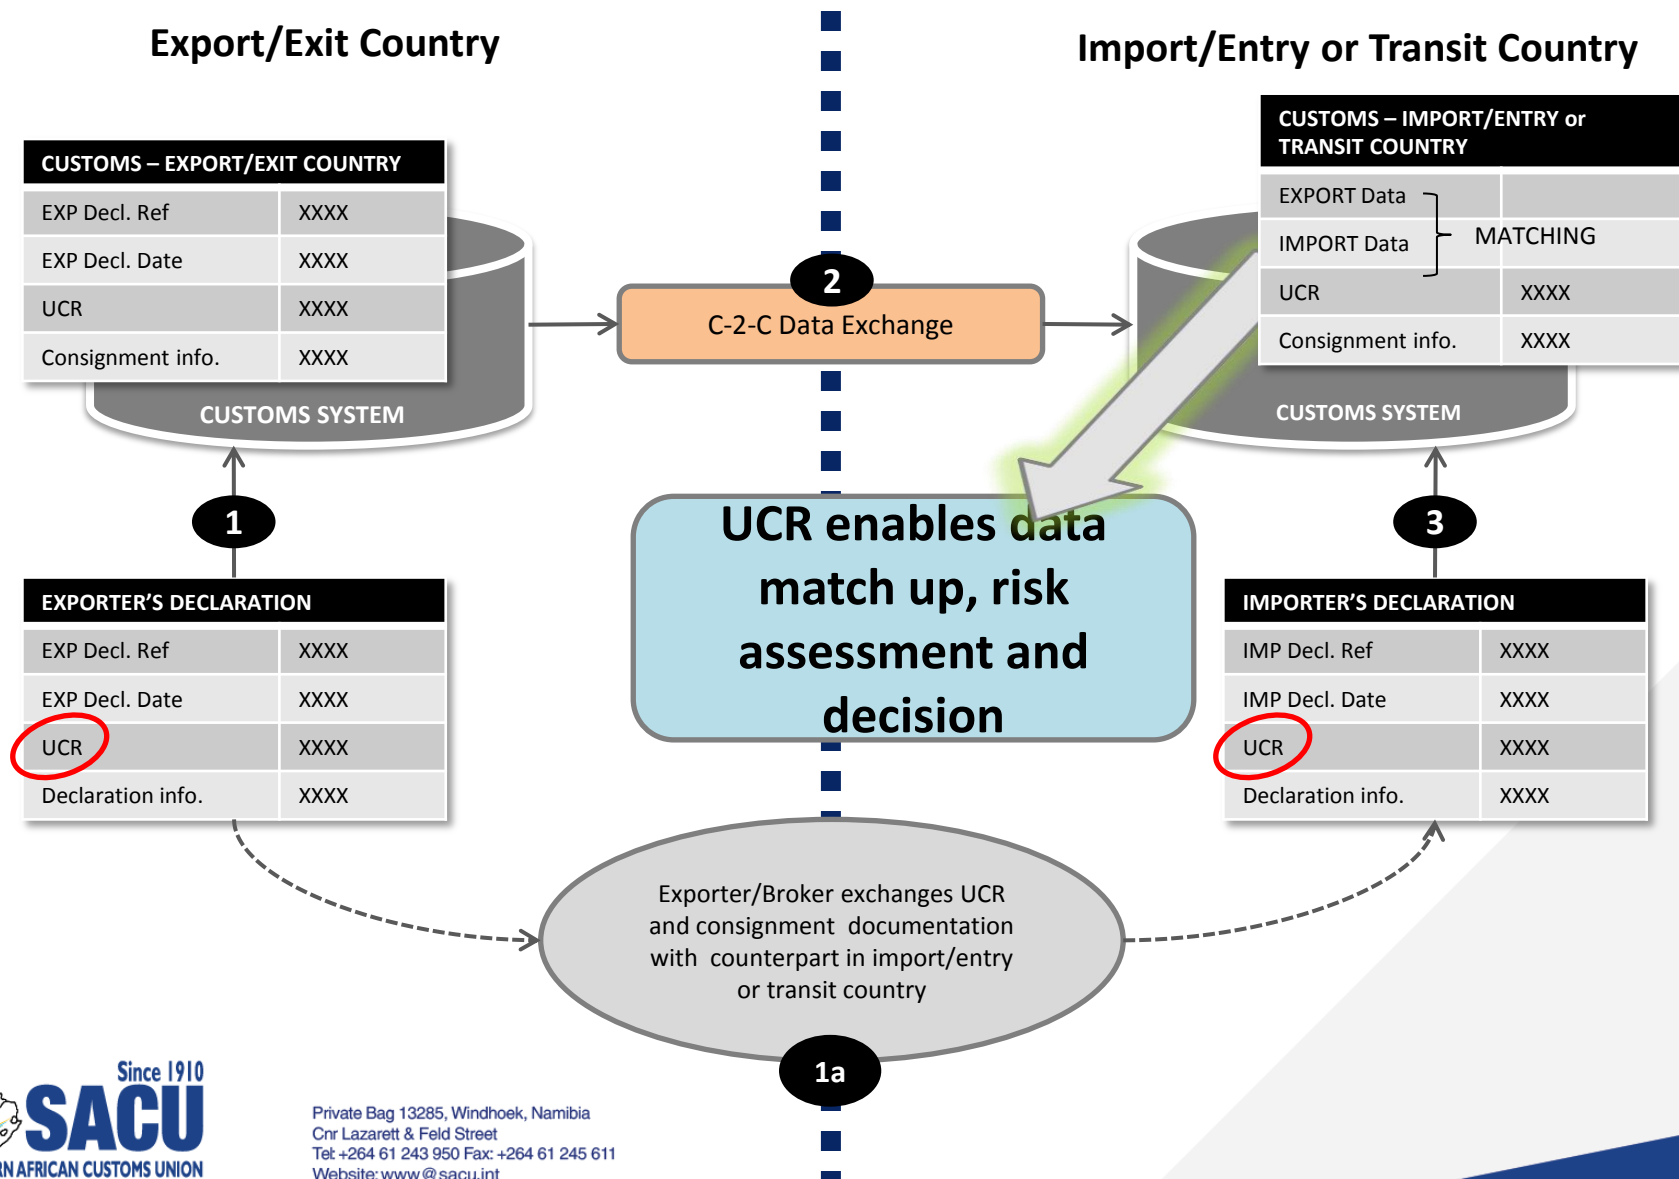 Export/Exit Country
Import/Entry or Transit Country
CUSTOMS – EXPORT/EXIT COUNTRY
EXP Decl. Ref XXXX
EXP Decl. Date XXXX
UCR XXXX
Consignment info. XXXX
CUSTOMS SYSTEM
2
C-2-C Data Exchange
CUSTOMS – IMPORT/ENTRY or
TRANSIT COUNTRY
EXPORT Data
IMPORT Data
MATCHING
UCR XXXX
Consignment info. XXXX
CUSTOMS SYSTEM
1
UCR enables data
match up, risk
assessment and
decision
3
EXPORTER'S DECLARATION
EXP Decl. Ref XXXX
EXP Decl. Date XXXX
UCR XXXX
Declaration info. XXXX
IMPORTER'S DECLARATION
IMP Decl. Ref XXXX
IMP Decl. Date XXXX
UCR XXXX
Declaration info. XXXX
Exporter/Broker exchanges UCR
and consignment documentation
with counterpart in import/entry
or transit country
1a
Since 1910
SACU
RN AFRICAN CUSTOMS UNION
Private Bag 13285, Windhoek, Namibia
Cnr Lazarett & Feld Street
Tel: +264 61 243 950 Fax: +264 61 245 611
Website: www@sacu.int